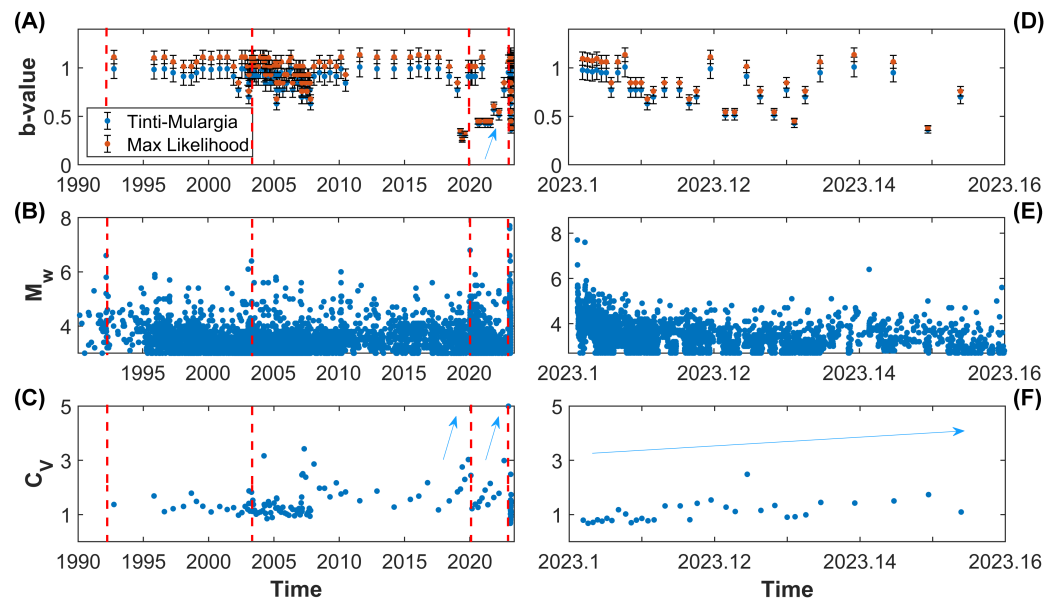 (A)
b-value
1
0.5
0
Tinti-Mulargia
Max Likelihood
1990 1995 2000 2005 2010 2015 2020
(D)
1
0.5
0
2023.1 2023.12 2023.14 2023.16
(B)
Mw
8
6
4
1995 2000 2005 2010 2015 2020
(E)
8
6
4
2023.1 2023.12 2023.14 2023.16
(C)
CV
5
3
1
1990 1995 2000 2005 2010 2015 2020
Time
(F)
5
3
1
2023.1 2023.12 2023.14 2023.16
Time